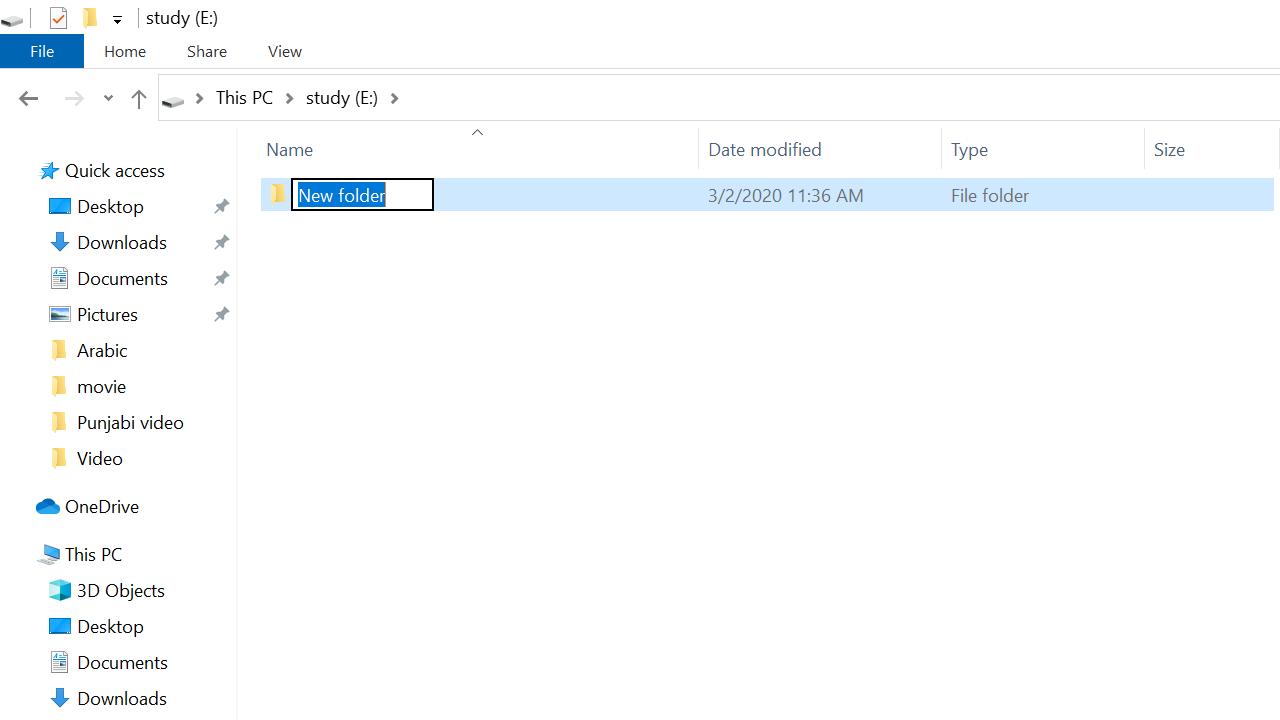 study (E:)
File Home Share View
This PC study (E:)
Name Date modified Type Size
New folder 3/2/2020 11:36 AM File folder
Quick access
Desktop
Downloads
Documents
Pictures
Arabic
movie
Punjabi video
Video
OneDrive
This PC
3D Objects
Desktop
Documents
Downloads